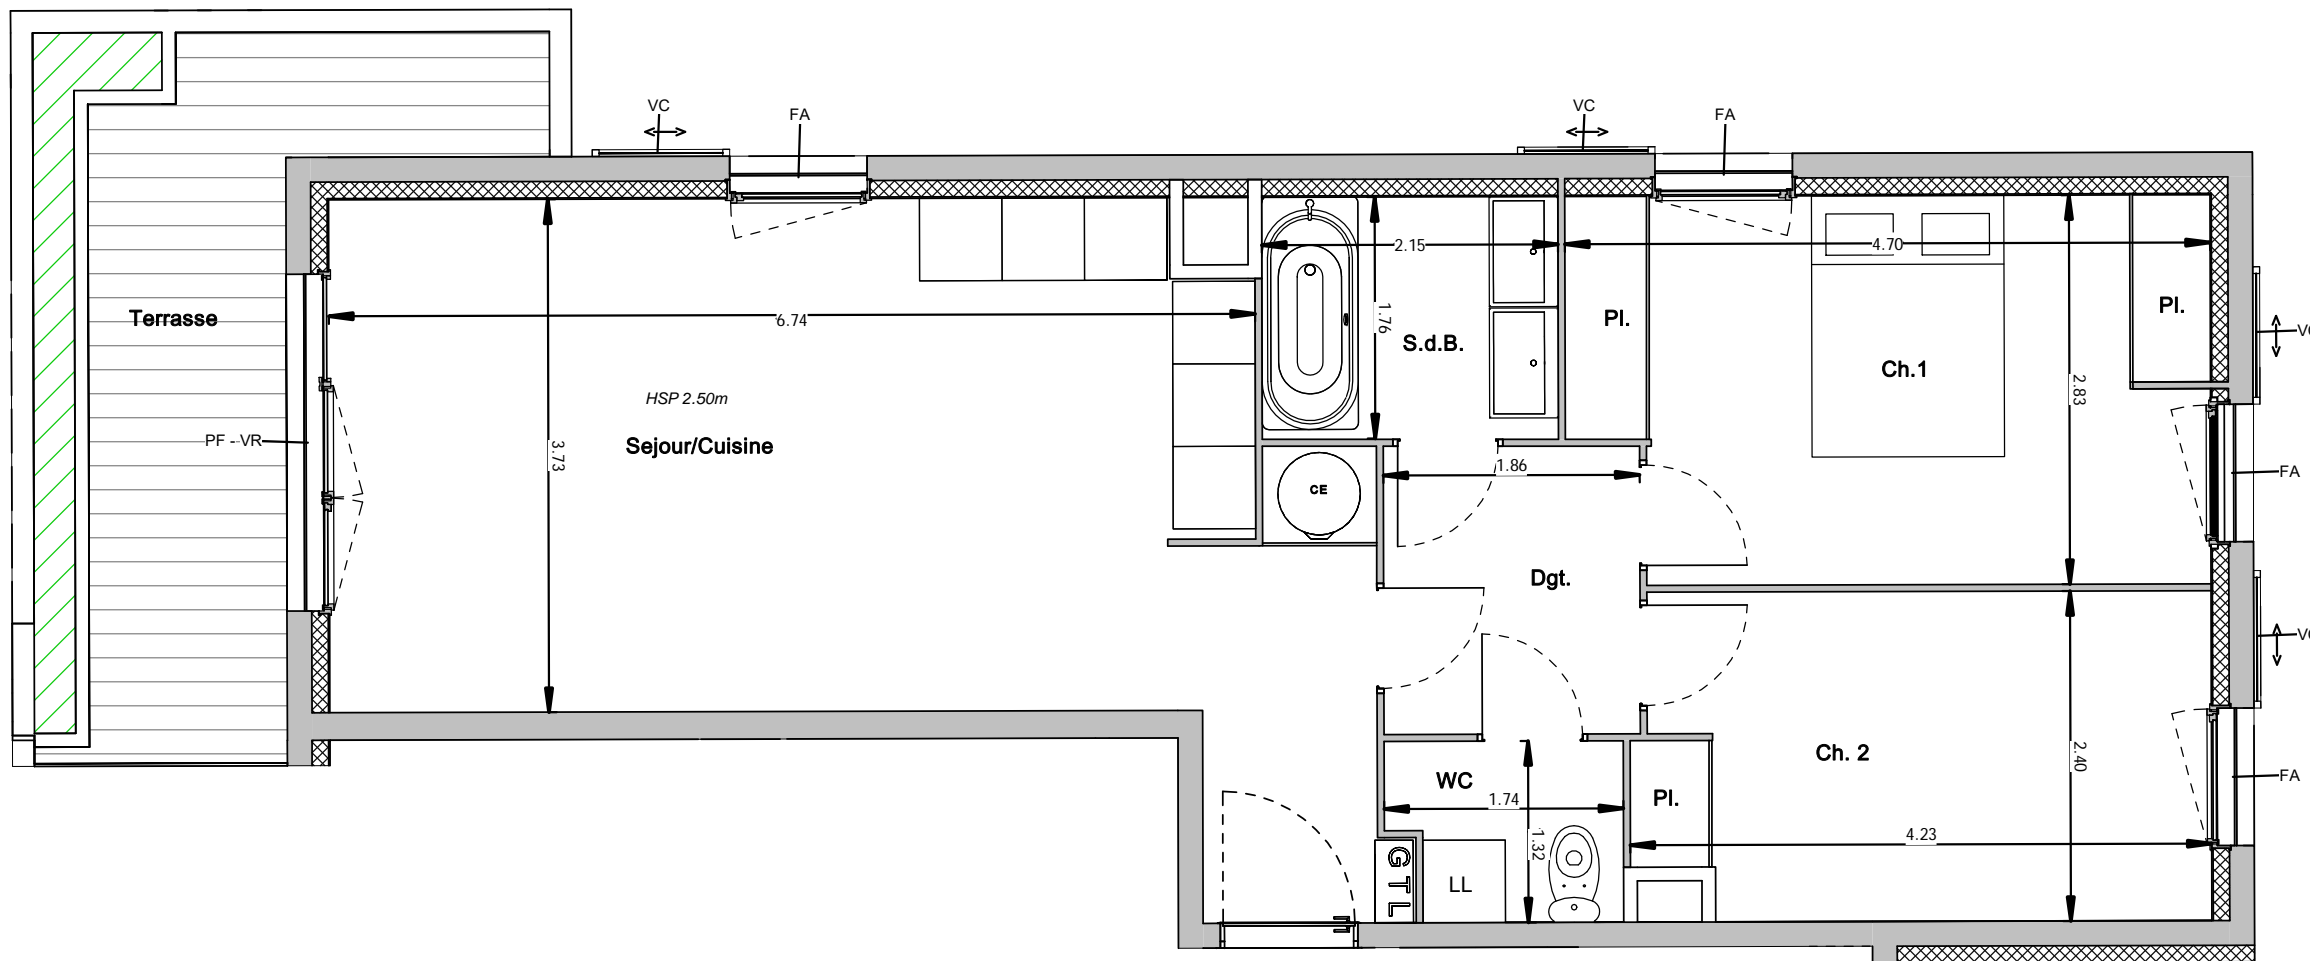 VC
FA
VC
FA
2.15
4.70
1.76
Terrasse
6.74
S.d.B.
Pl.
Pl.
Ch.1
2.83
HSP 2.50m
PF - VR
Sejour/Cuisine
3.73
1.86
CE
FA
Dgt.
Ch. 2
2.40
WC
1.74
Pl.
FA
1.32
4.23
GTL
LL